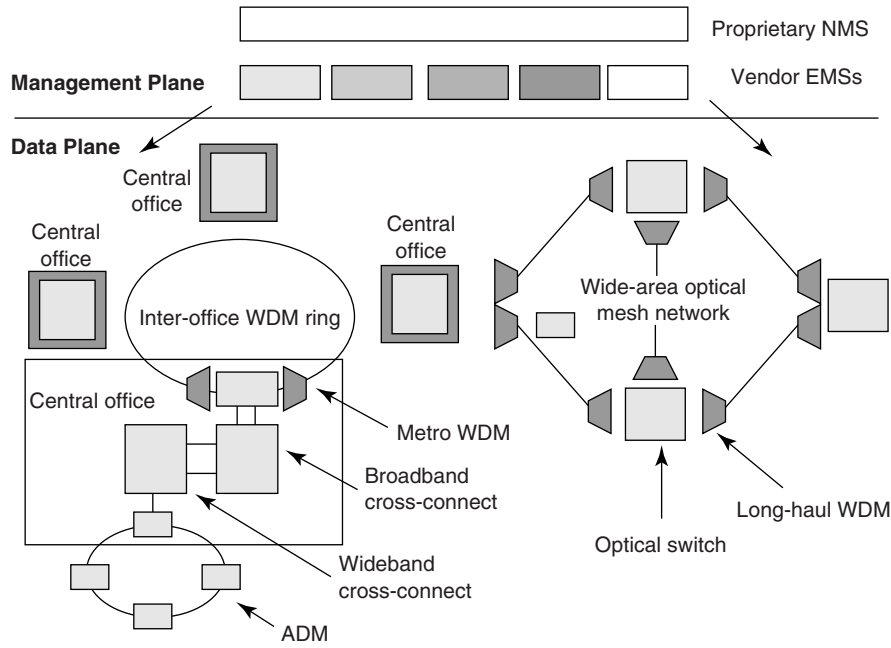 Proprietary NMS
Management Plane
Vendor EMSs
Data Plane
Central
office
Central
office
Central
office
Inter-office WDM ring
Wide-area optical
mesh network
Central office
Metro WDM
Broadband
cross-connect
Long-haul WDM
Optical switch
Wideband
cross-connect
ADM